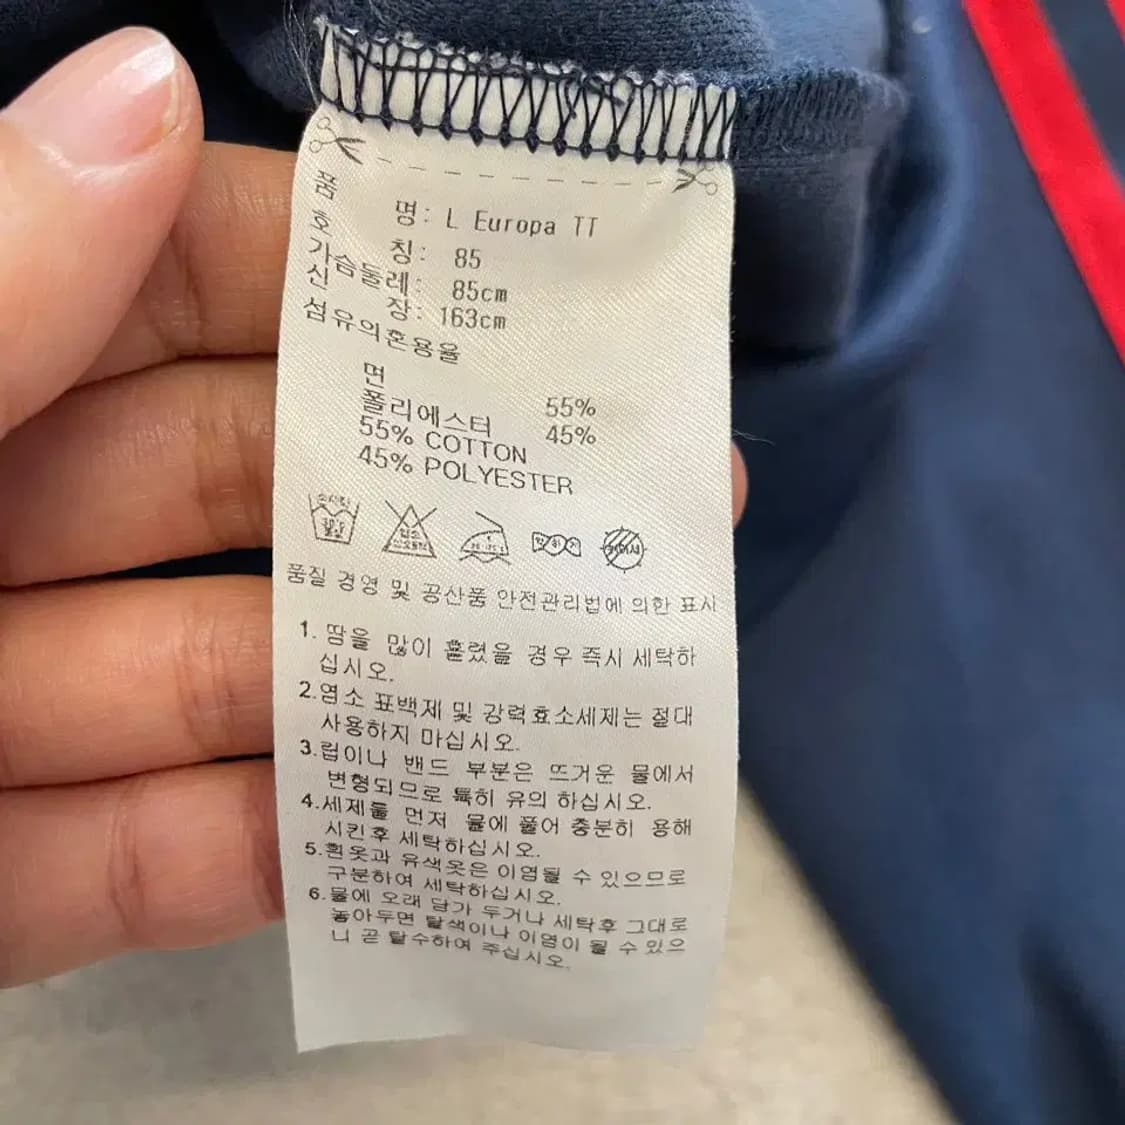 품 명: L Europa TT
호 칭: 85
가슴둘레: 85cm
신 장: 163cm
섬유의혼용율
면 55%
폴리에스터 45%
55% COTTON
45% POLYESTER
품질 경영 및 공산품 안전관리법에 의한 표시
1. 땀을 많이 흘렸을 경우 즉시 세탁하
십시오.
2. 염소 표백제 및 강력효소세제는 절대
사용하지 마십시오.
3. 립이나 밴드 부분은 뜨거운 물에서
변형되므로 특히 유의 하십시오.
4. 세제를 먼저 물에 풀어 충분히 용해
시킨후 세탁하십시오.
5. 흰옷과 유색옷은 이염될 수 있으므로
구분하여 세탁하십시오.
6. 물에 오래 담가 두거나 세탁후 그대로
놓아두면 탈색이나 이염이 될 수 있으
니 곧 탈수하여 주십시오.